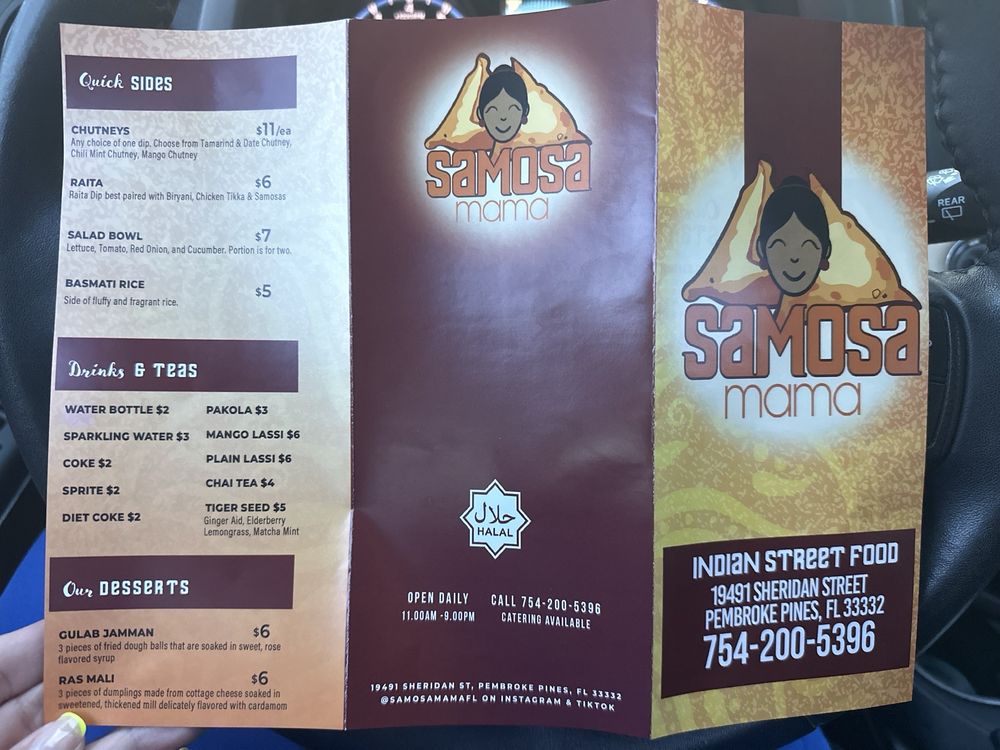 Quick SIDES
CHUTNEYS $11/ea
Any choice of one dip. Choose from Tamarind & Date Chutney,
Chili Mint Chutney, Mango Chutney
RAITA $6
Raita Dip best paired with Biryani, Chicken Tikka & Samosas
SALAD BOWL $7
Lettuce, Tomato, Red Onion, and Cucumber. Portion is for two.
BASMATI RICE $5
Side of fluffy and fragrant rice.
Drinks & TEAS
WATER BOTTLE $2
SPARKLING WATER $3
COKE $2
SPRITE $2
DIET COKE $2
PAKOLA $3
MANGO LASSI $6
PLAIN LASSI $6
CHAI TEA $4
TIGER SEED $5
Ginger Aid, Elderberry
Lemongrass, Matcha Mint
Our DESSERTS
GULAB JAMMAN $6
3 pieces of fried dough balls that are soaked in sweet, rose
flavored syrup
RAS MALI $6
3 pieces of dumplings made from cottage cheese soaked in
sweetened, thickened mill delicately flavored with cardamom
SAMOSA
mama
حلال
HALAL
OPEN DAILY
11:00AM -9:00PM
CALL 754-200-5396
CATERING AVAILABLE
19491 SHERIDAN ST, PEMBROKE PINES, FL 33332
@SAMOSAMAMAFL ON INSTAGRAM & TIKTOK
SAMOSA
mama
INDIAN STREET FOOD
19491 SHERIDAN STREET
PEMBROKE PINES, FL 33332
754-200-5396
REAR